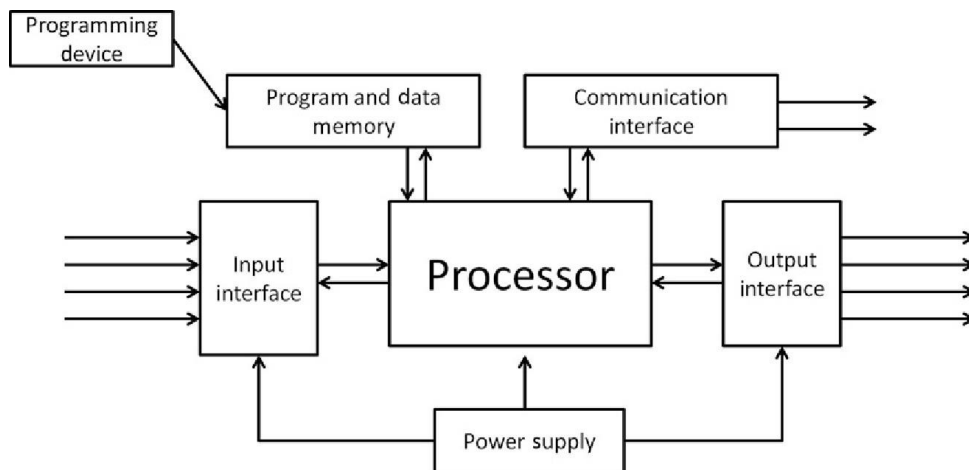 Programming
device
Program and data
memory
Communication
interface
Input
interface
Processor
Output
interface
Power supply